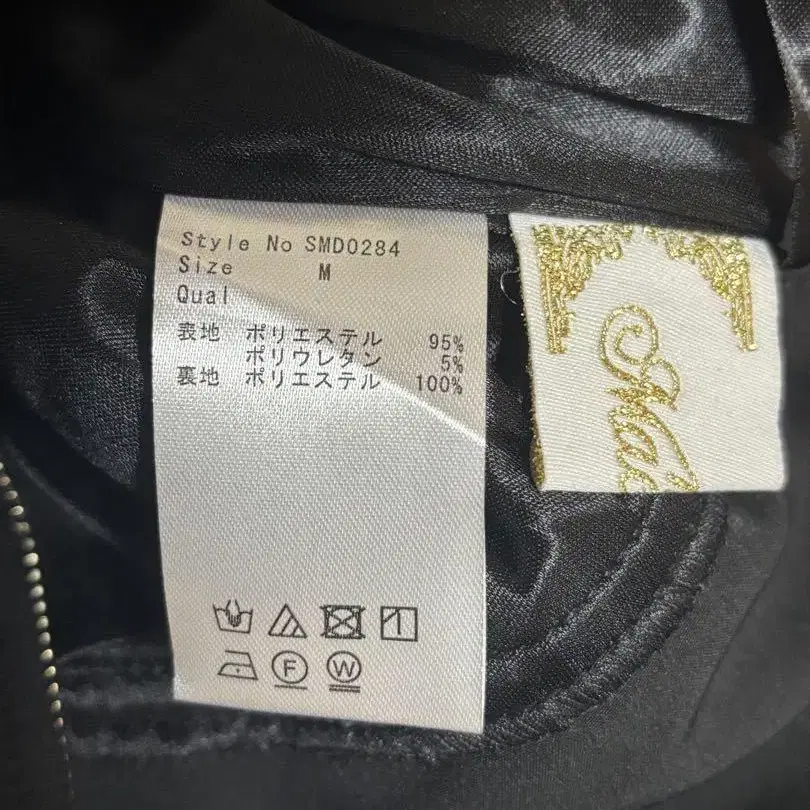 Style No SMD0284
Size M
Qual
表地 ポリエステル 95%
ポリウレタン 5%
裏地 ポリエステル 100%
F W